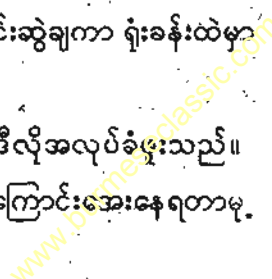 င်းဆွဲချကာ ရုံးခန်းထဲမှာ
ဒီလိုအလုပ်ခံဖူးသည်။
ကြောင်းအေးနေရတာမု့
www.burmeseclassic.com